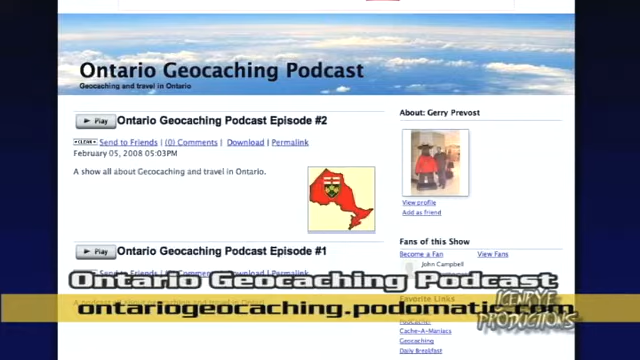 Ontario Geocaching Podcast
Geocaching and travel in Ontario
Play Ontario Geocaching Podcast Episode #2
Send to Friends | (0) Comments | Download | Permalink
February 05, 2008 05:03PM
A show all about Geocaching and travel in Ontario.
Play Ontario Geocaching Podcast Episode #1
About: Gerry Prevost
View profile
Add as friend
Fans of this Show
Become a Fan View Fans
John Campbell
Ontario Geocaching Podcast
ontariogeocaching.podomatic.com
ICENRYE
PRODUCTIONS
Favorite Links
Podcacher
Cache-A-Maniacs
Geocaching
Daily Breakfast